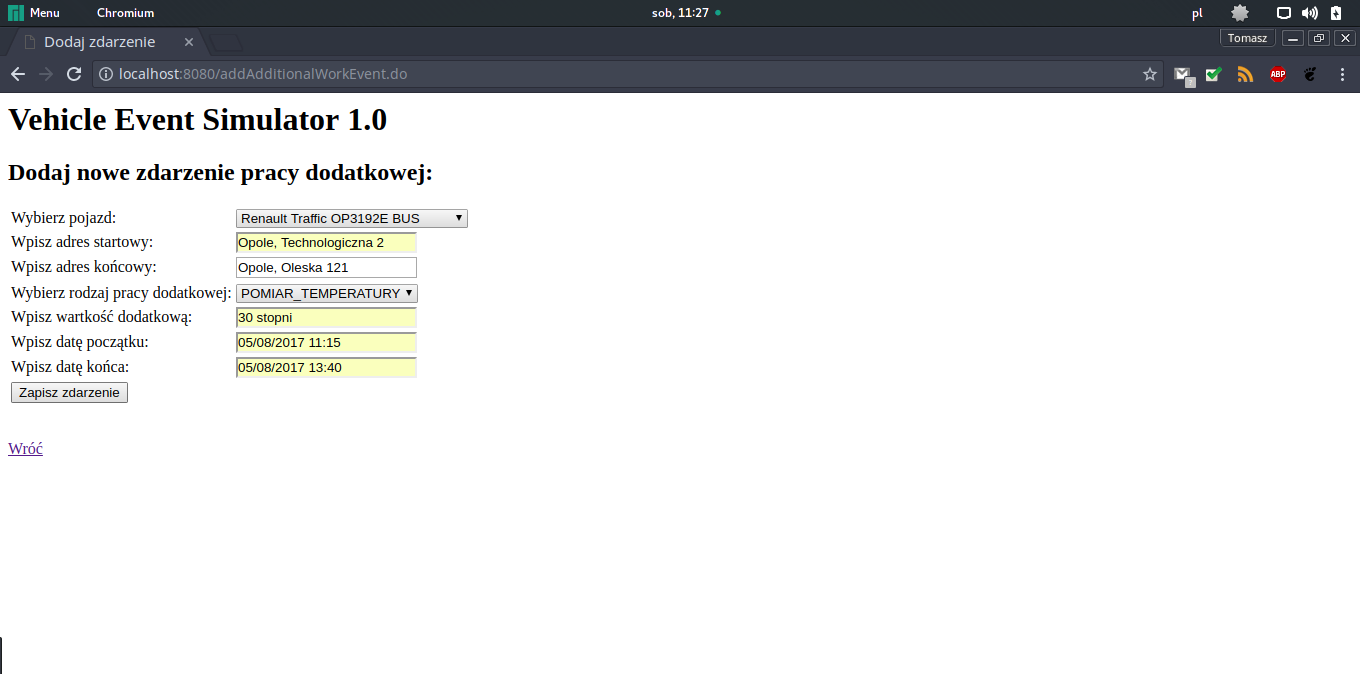 Menu Chromium sob, 11:27 pl
Dodaj zdarzenie Tomasz
localhost:8080/addAdditionalWorkEvent.do ABP
Vehicle Event Simulator 1.0
Dodaj nowe zdarzenie pracy dodatkowej:
Wybierz pojazd: Renault Traffic OP3192E BUS
Wpisz adres startowy: Opole, Technologiczna 2
Wpisz adres końcowy: Opole, Oleska 121
Wybierz rodzaj pracy dodatkowej: POMIAR_TEMPERATURY
Wpisz wartość dodatkową: 30 stopni
Wpisz datę początku: 05/08/2017 11:15
Wpisz datę końca: 05/08/2017 13:40
Zapisz zdarzenie
Wróć